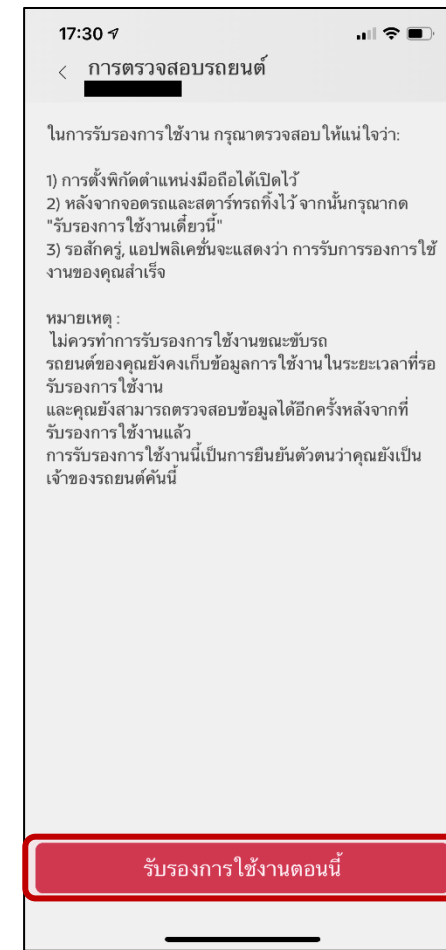 17:30
การตรวจสอบรถยนต์
ในการรับรองการใช้งาน กรุณาตรวจสอบให้แน่ใจว่า:
1) การตั้งพิกัดตำแหน่งมือถือได้เปิดไว้
2) หลังจากจอดรถและสตาร์ทรถทิ้งไว้ จากนั้นกรุณากด
"รับรองการใช้งานเดี๋ยวนี้"
3) รอสักครู่, แอปพลิเคชั่นจะแสดงว่า การรับการรองการใช้
งานของคุณสำเร็จ
หมายเหตุ :
ไม่ควรทำการรับรองการใช้งานขณะขับรถ
รถยนต์ของคุณยังคงเก็บข้อมูลการใช้งานในระยะเวลาที่รอ
รับรองการใช้งาน
และคุณยังสามารถตรวจสอบข้อมูลได้อีกครั้งหลังจากที่
รับรองการใช้งานแล้ว
การรับรองการใช้งานนี้เป็นการยืนยันตัวตนว่าคุณยังเป็น
เจ้าของรถยนต์คันนี้
รับรองการใช้งานตอนนี้